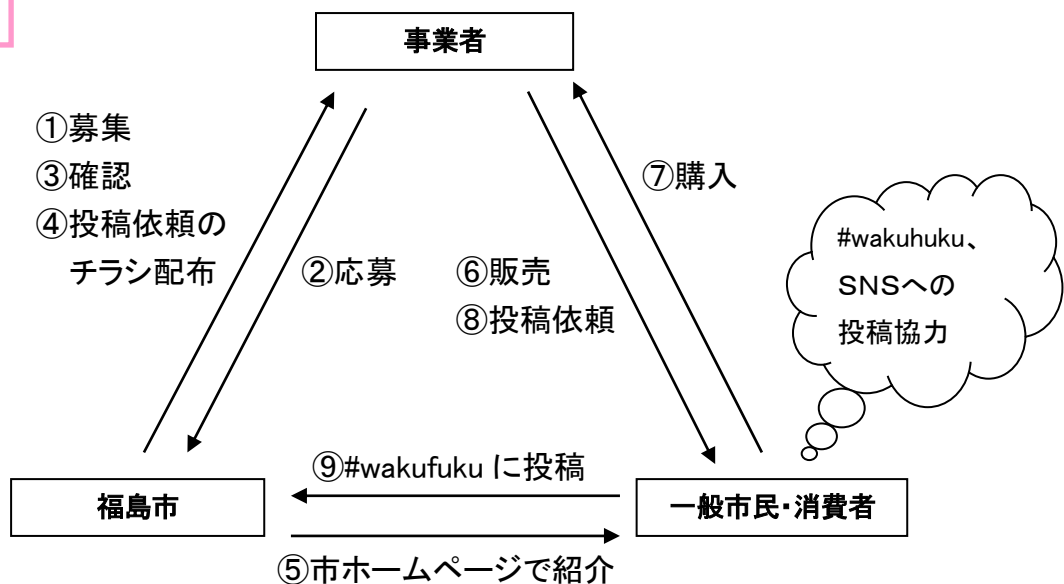 事業者
①募集
③確認
④投稿依頼の
チラシ配布
②応募
⑥販売
⑧投稿依頼
⑦購入
#wakuhuku、
SNSへの
投稿協力
⑨#wakufuku に投稿
福島市
一般市民・消費者
⑤市ホームページで紹介